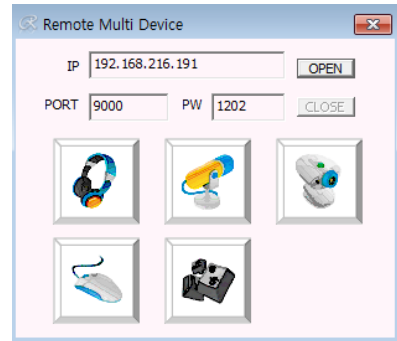 Remote Multi Device
IP 192.168.216.191 OPEN
PORT 9000 PW 1202 CLOSE